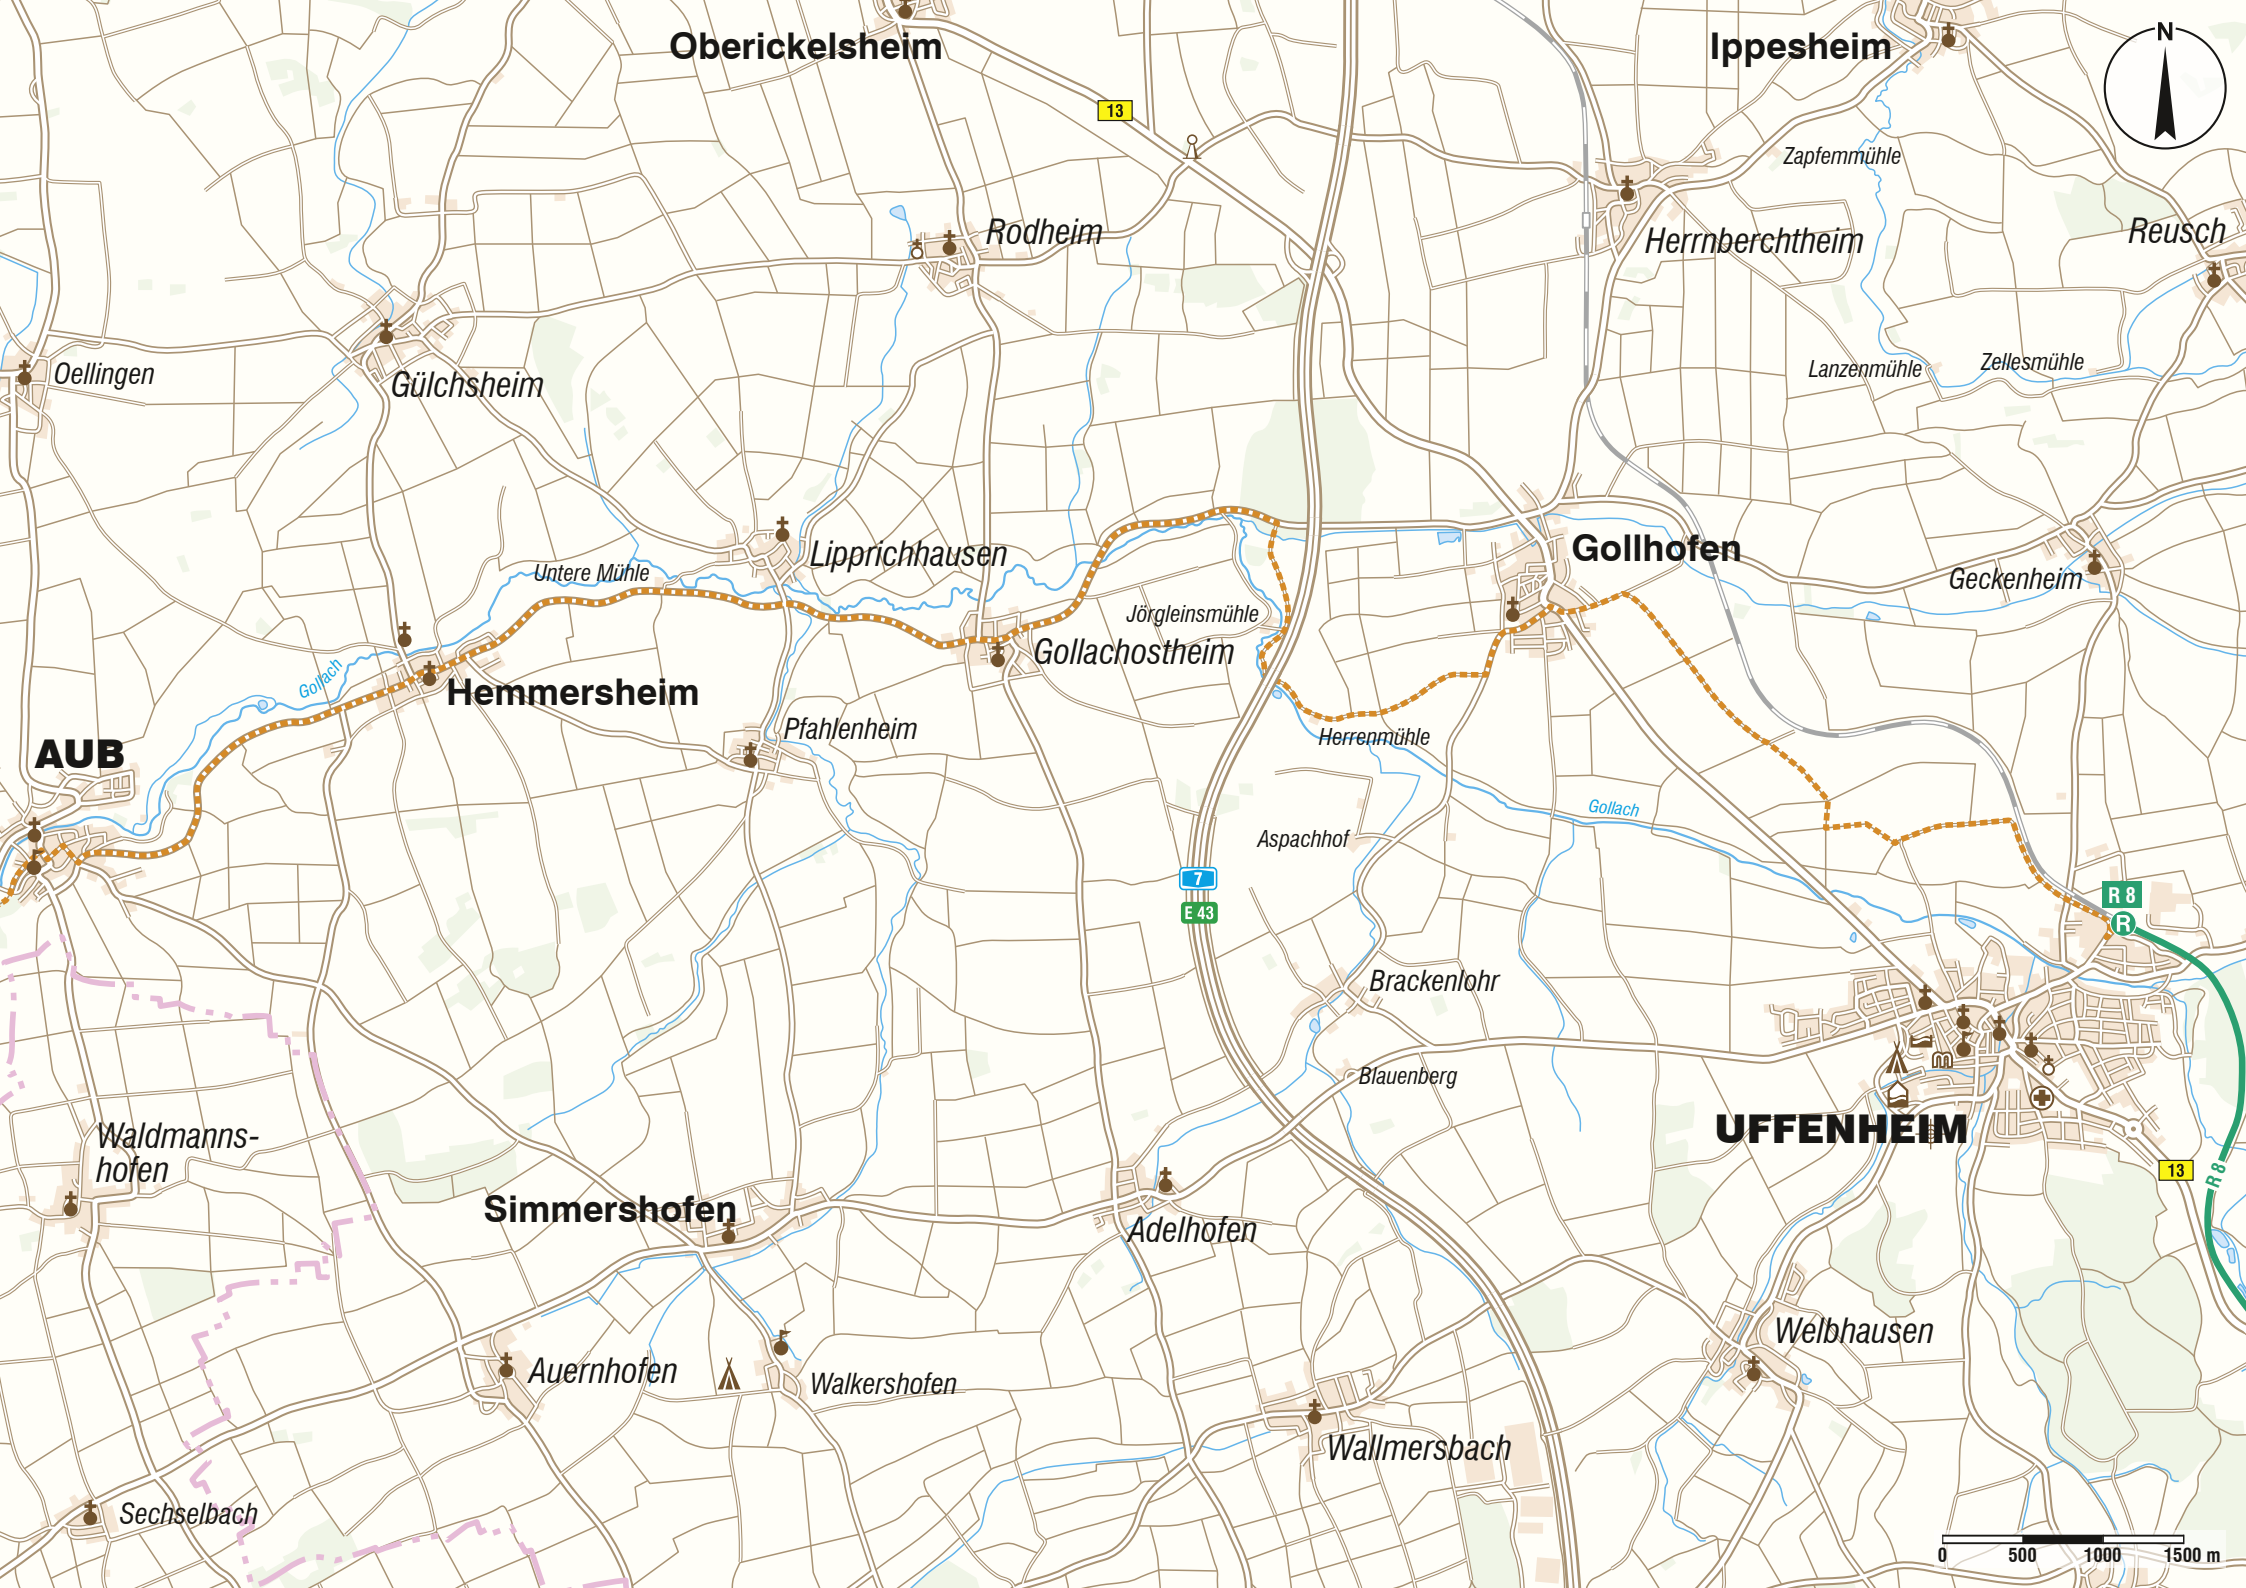 Oberickelsheim
Ippesheim
N
13
Zapfemmühle
Rodheim
Reusch
Herrnberchtheim
Oellingen
Gülchsheim
Lanzenmühle
Zellesmühle
Lipprichhausen
Gollhofen
Untere Mühle
Geckenheim
Jörgleinsmühle
Gollachostheim
Gollach
Hemmersheim
Pfahlenheim
Herrenmühle
AUB
Gollach
Aspachhof
7
E 43
R 8
R
Brackenlohr
Blauenberg
UFFENHEIM
Waldmanns-
hofen
13
R 8
Simmershofen
Adelhofen
Welbhausen
Auernhofen
Walkershofen
Wallmersbach
Sechselbach
0 500 1000 1500 m